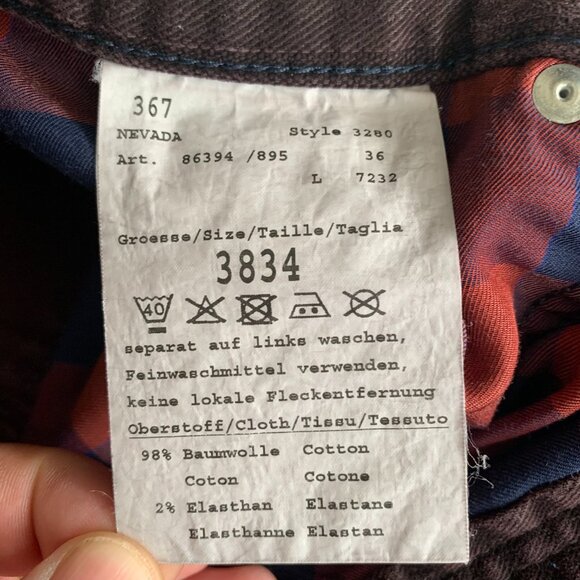 367
NEVADA Style 3280
Art. 86394 /895 36
L 7232
Groesse/Size/Taille/Taglia
3834
40
separat auf links waschen,
Feinwaschmittel verwenden,
keine lokale Fleckentfernung
Oberstoff/Cloth/Tissu/Tessuto
98% Baumwolle Cotton
Coton Cotone
2% Elasthan Elastane
Elasthanne Elastan